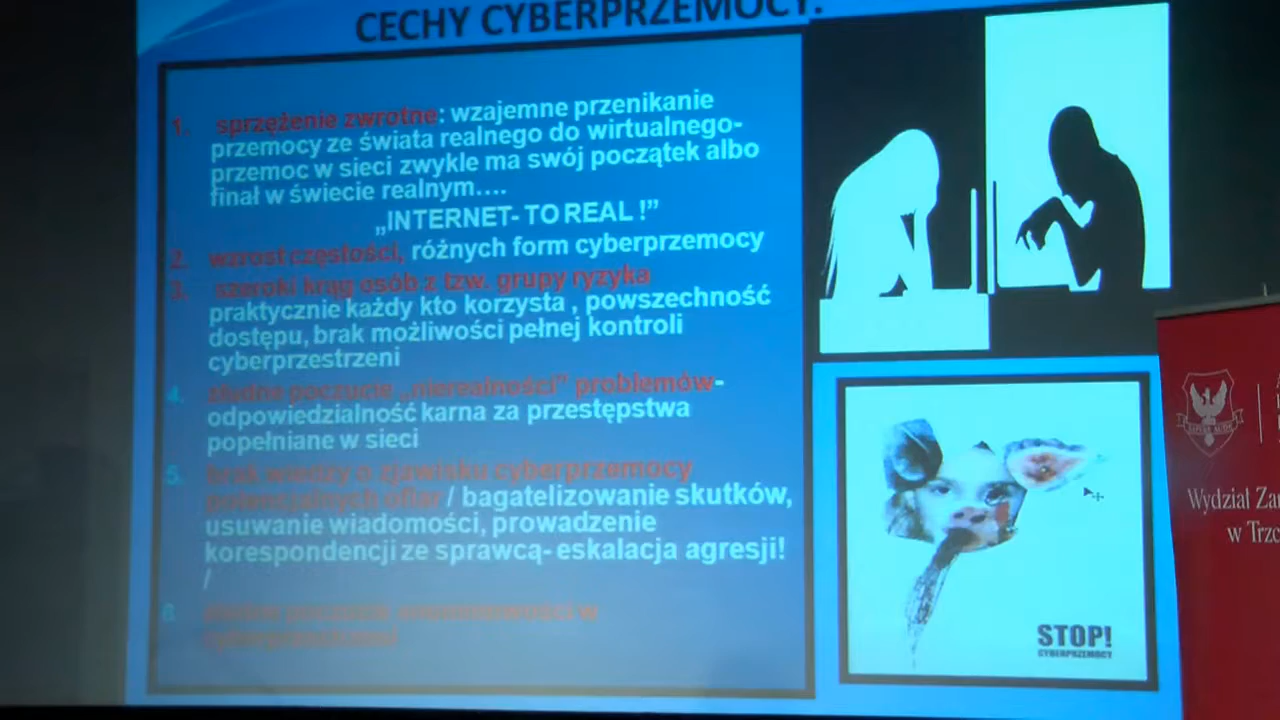 CECHY CYBERPRZEMOCY.
1. sprzężenie zwrotne: wzajemne przenikanie
przemocy ze świata realnego do wirtualnego-
przemoc w sieci zwykle ma swój początek albo
finał w świecie realnym....
„INTERNET- TO REAL !”
2. wzrost częstości, różnych form cyberprzemocy
3. szeroki krąg osób z tzw. grupy ryzyka
praktycznie każdy kto korzysta , powszechność
dostępu, brak możliwości pełnej kontroli
cyberprzestrzeni
4. złudne poczucie „nierealności” problemów-
odpowiedzialność karna za przestępstwa
popełniane w sieci
5. brak wiedzy o zjawisku cyberprzemocy
potencjalnych ofiar / bagatelizowanie skutków,
usuwanie wiadomości, prowadzenie
korespondencji ze sprawcą- eskalacja agresji!
/
6.
STOP!
CYBERPRZEMOCY
SAPERE AUDE
Wydział Za
w Trzc